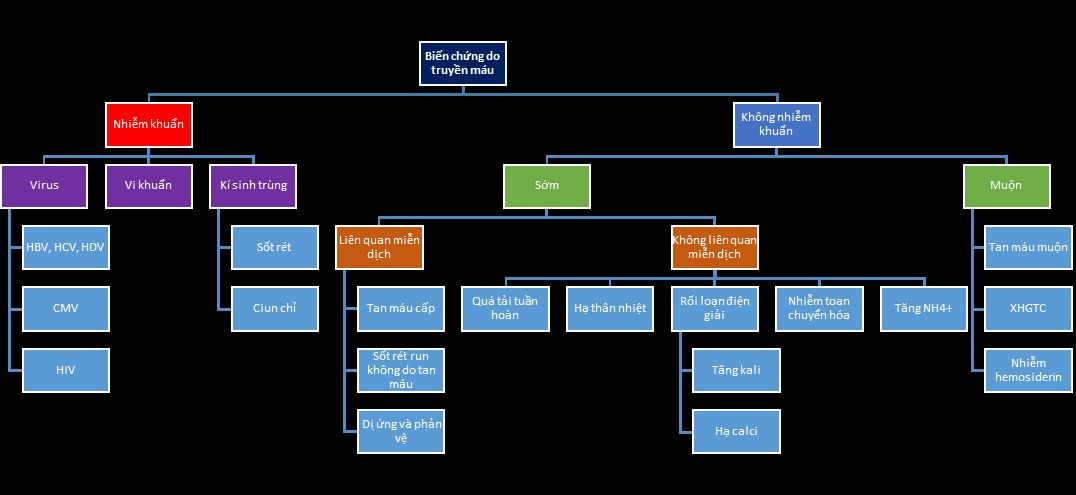 Biến chứng do
truyền máu
Nhiễm khuẩn
Không nhiễm
khuẩn
Virus
Vi khuẩn
Kí sinh trùng
Sớm
Muộn
HBV, HCV, HDV
Sốt rét
Liên quan miễn
dịch
Không liên quan
miễn dịch
Tan máu muộn
CMV
Ciun chỉ
Tan máu cấp
Quá tải tuần
hoàn
Hạ thân nhiệt
Rối loạn điện
giải
Nhiễm toan
chuyển hóa
Tăng NH4+
XHGTC
HIV
Sốt rét run
không do tan
máu
Tăng kali
Nhiễm
hemosiderin
Dị ứng và phản
vệ
Hạ calci